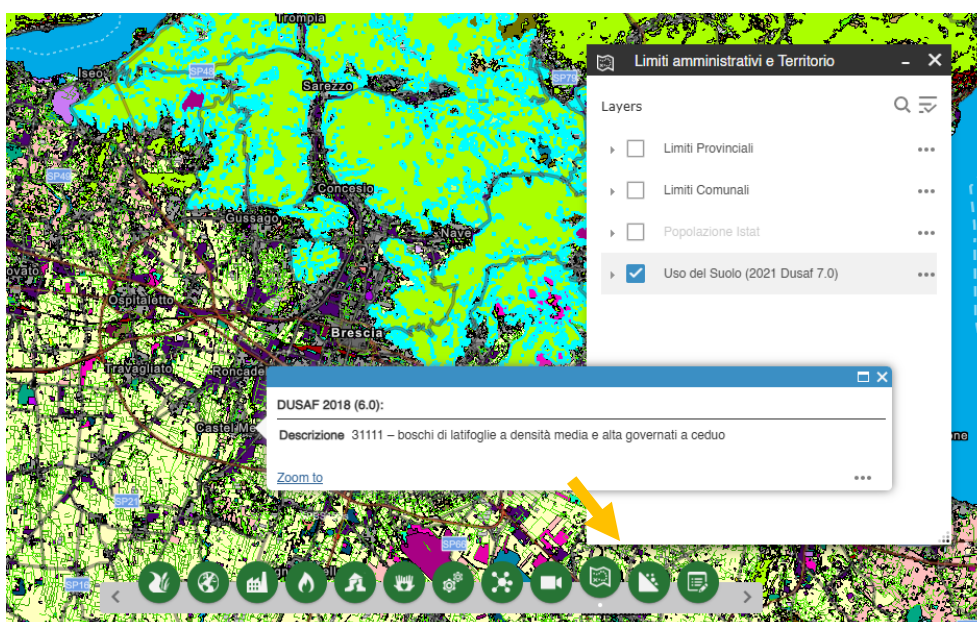 Trompia
Iseo
SP48
SP79
Sarezzo
SP49
Concesio
Gussago
Nave
ovato
Ospitaletto
Brescia
Travagliato
Roncade
Castel Me
SP21
SP66
SP16
ne
Limiti amministrativi e Territorio
Layers
Limiti Provinciali
Limiti Comunali
Popolazione Istat
Uso del Suolo (2021 Dusaf 7.0)
DUSAF 2018 (6.0):
Descrizione 31111 – boschi di latifoglie a densità media e alta governati a ceduo
Zoom to